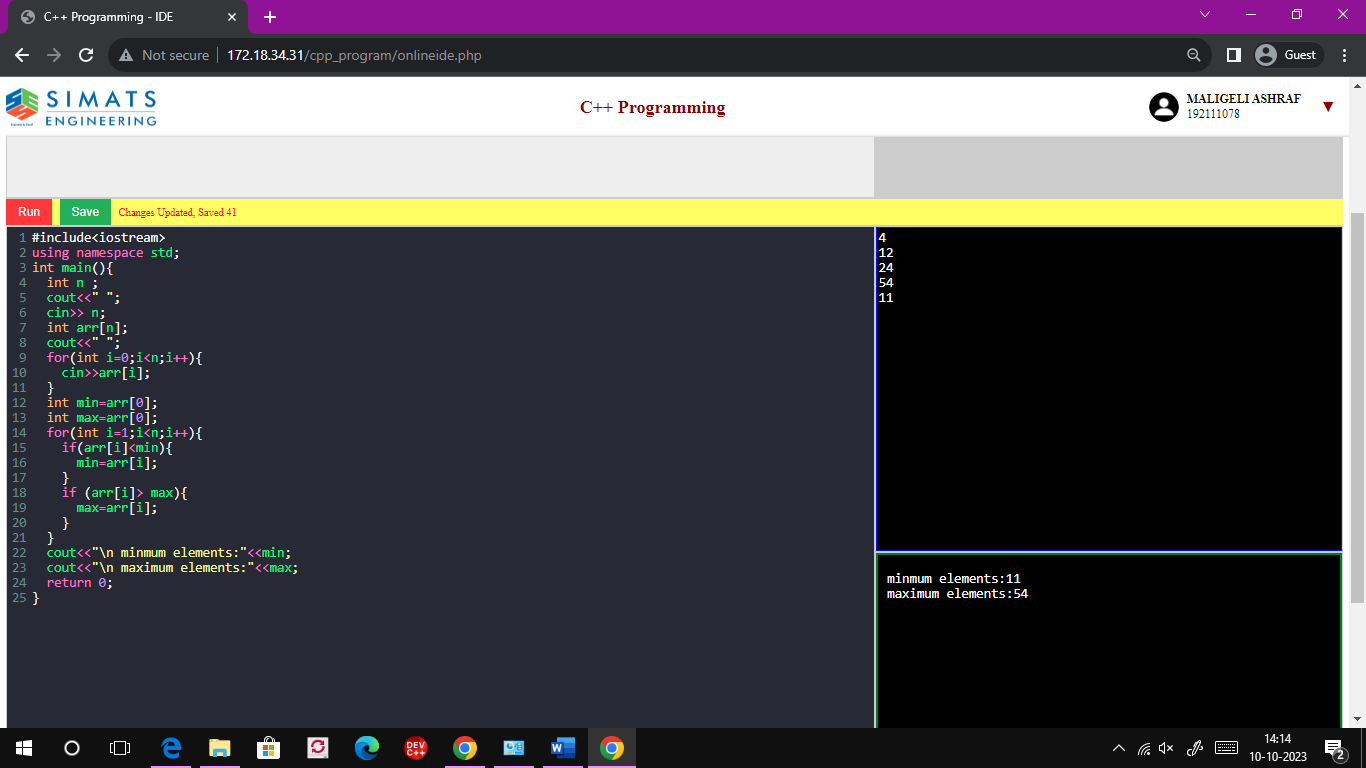 C++ Programming - IDE
Not secure 172.18.34.31/cpp_program/onlineide.php Guest
SIMATS
ENGINEERING
C++ Programming
MALIGELI ASHRAF
192111078
Run Save Changes Updated, Saved 41
1 #include<iostream>
2 using namespace std;
3 int main(){
4   int n ;
5   cout<<" ";
6   cin>> n;
7   int arr[n];
8   cout<<" ";
9   for(int i=0;i<n;i++){
10     cin>>arr[i];
11   }
12   int min=arr[0];
13   int max=arr[0];
14   for(int i=1;i<n;i++){
15     if(arr[i]<min){
16       min=arr[i];
17     }
18     if (arr[i]> max){
19       max=arr[i];
20     }
21   }
22   cout<<"\n minmum elements:"<<min;
23   cout<<"\n maximum elements:"<<max;
24   return 0;
25 }
4
12
24
54
11
minmum elements:11
maximum elements:54
DEV
C++
14:14
10-10-2023
2